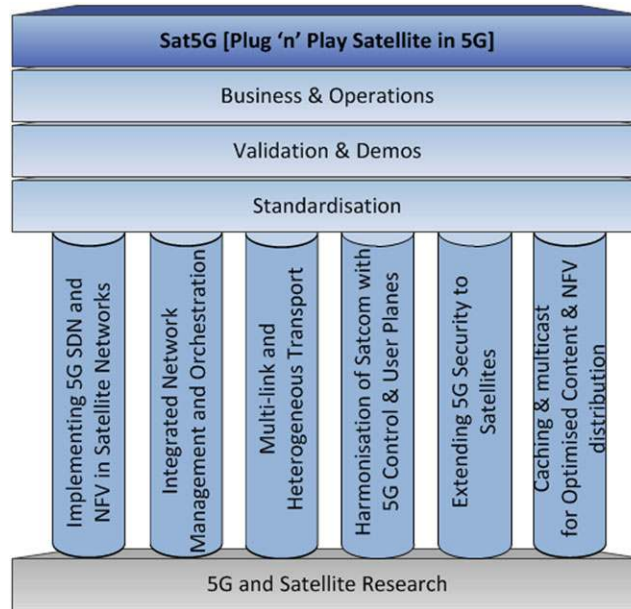 Sat5G [Plug ‘n’ Play Satellite in 5G]
Business & Operations
Validation & Demos
Standardisation
Implementing 5G SDN and
NFV in Satellite Networks
Integrated Network
Management and Orchestration
Multi-link and
Heterogeneous Transport
Harmonisation of Satcom with
5G Control & User Planes
Extending 5G Security to
Satellites
Caching & multicast
for Optimised Content & NFV
distribution
5G and Satellite Research